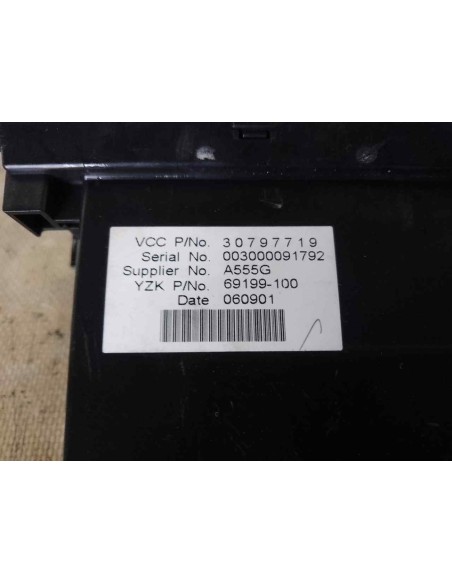 VCC P/No. 30797719
Serial No. 003000091792
Supplier No. A555G
YZK P/No. 69199-100
Date 060901